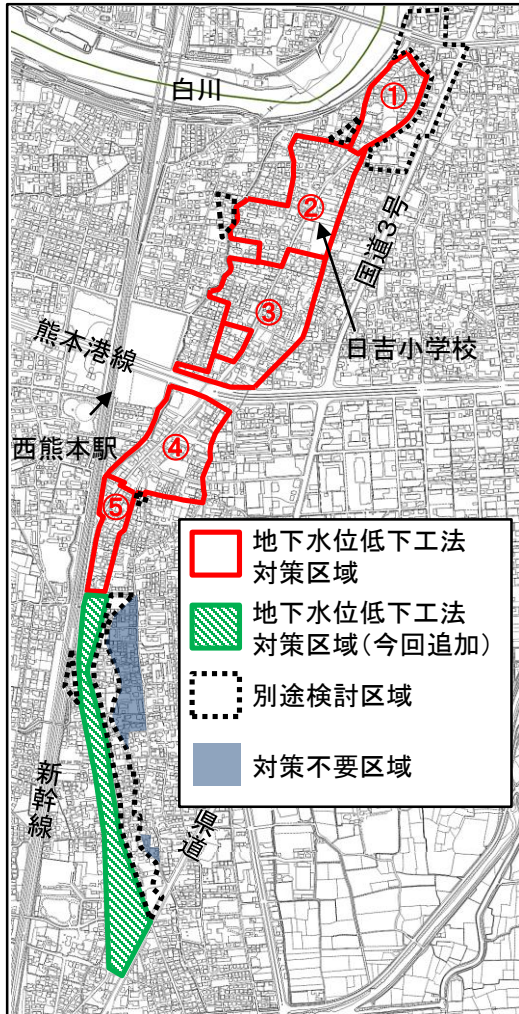 白川
①
②
国道3号
日吉小学校
③
熊本港線
西熊本駅
④
⑤
地下水位低下工法
対策区域
地下水位低下工法
対策区域(今回追加)
別途検討区域
対策不要区域
新幹線
県道